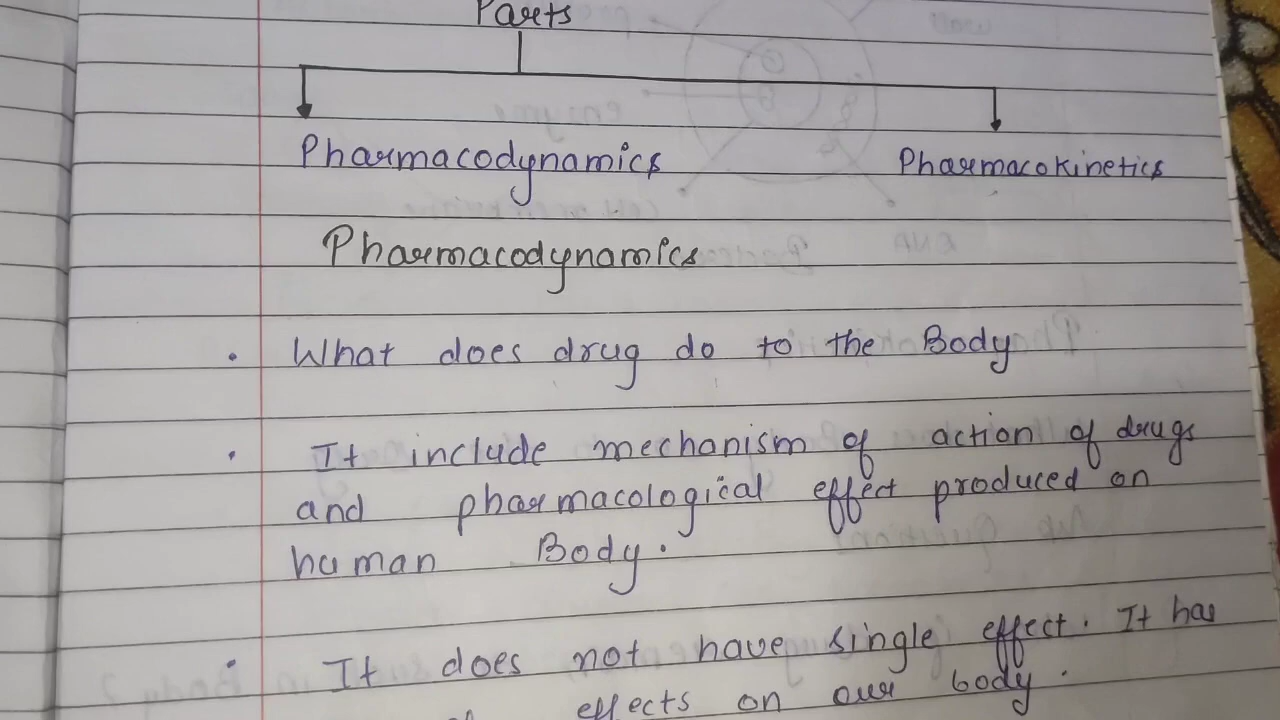 Parts
Pharmacodynamics Pharmacokinetics
Pharmacodynamics
• What does drug do to the Body
• It include mechanism of action of drugs
and pharmacological effect produced on
human Body.
• It does not have single effect. It has
effects on our body.